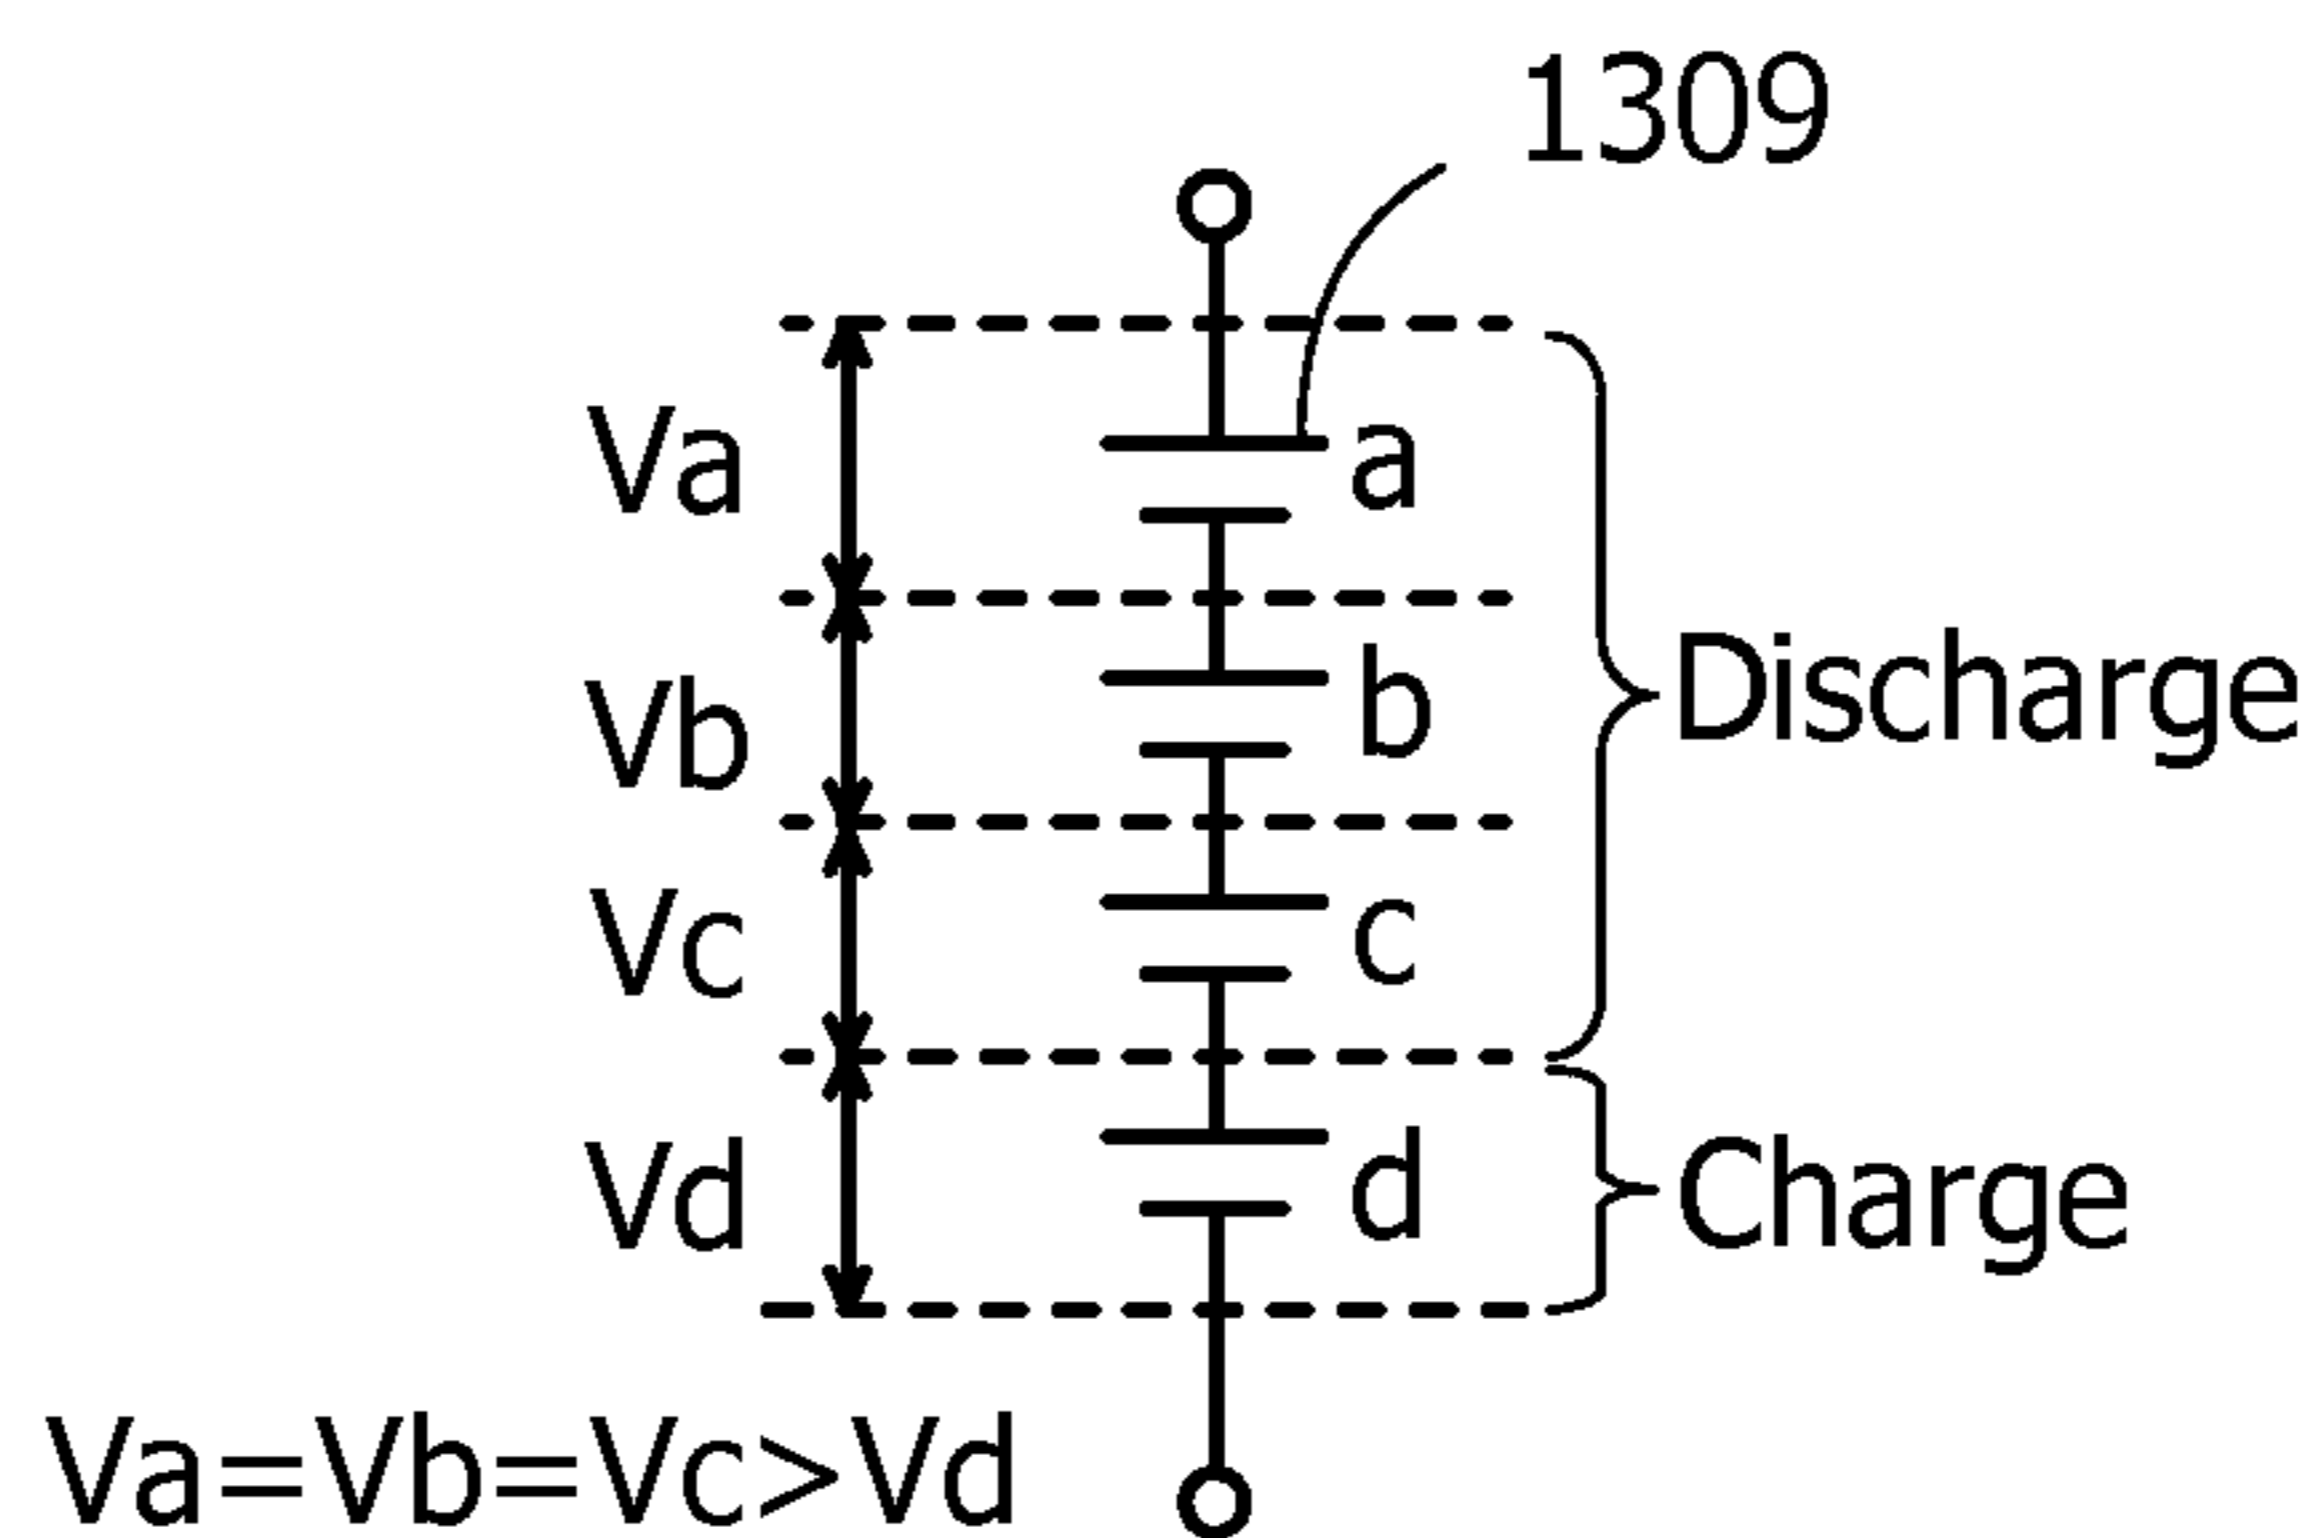 1309
Va
a
Vb
b
Discharge
Vc
c
Vd
d
Charge
Va=Vb=Vc>Vd